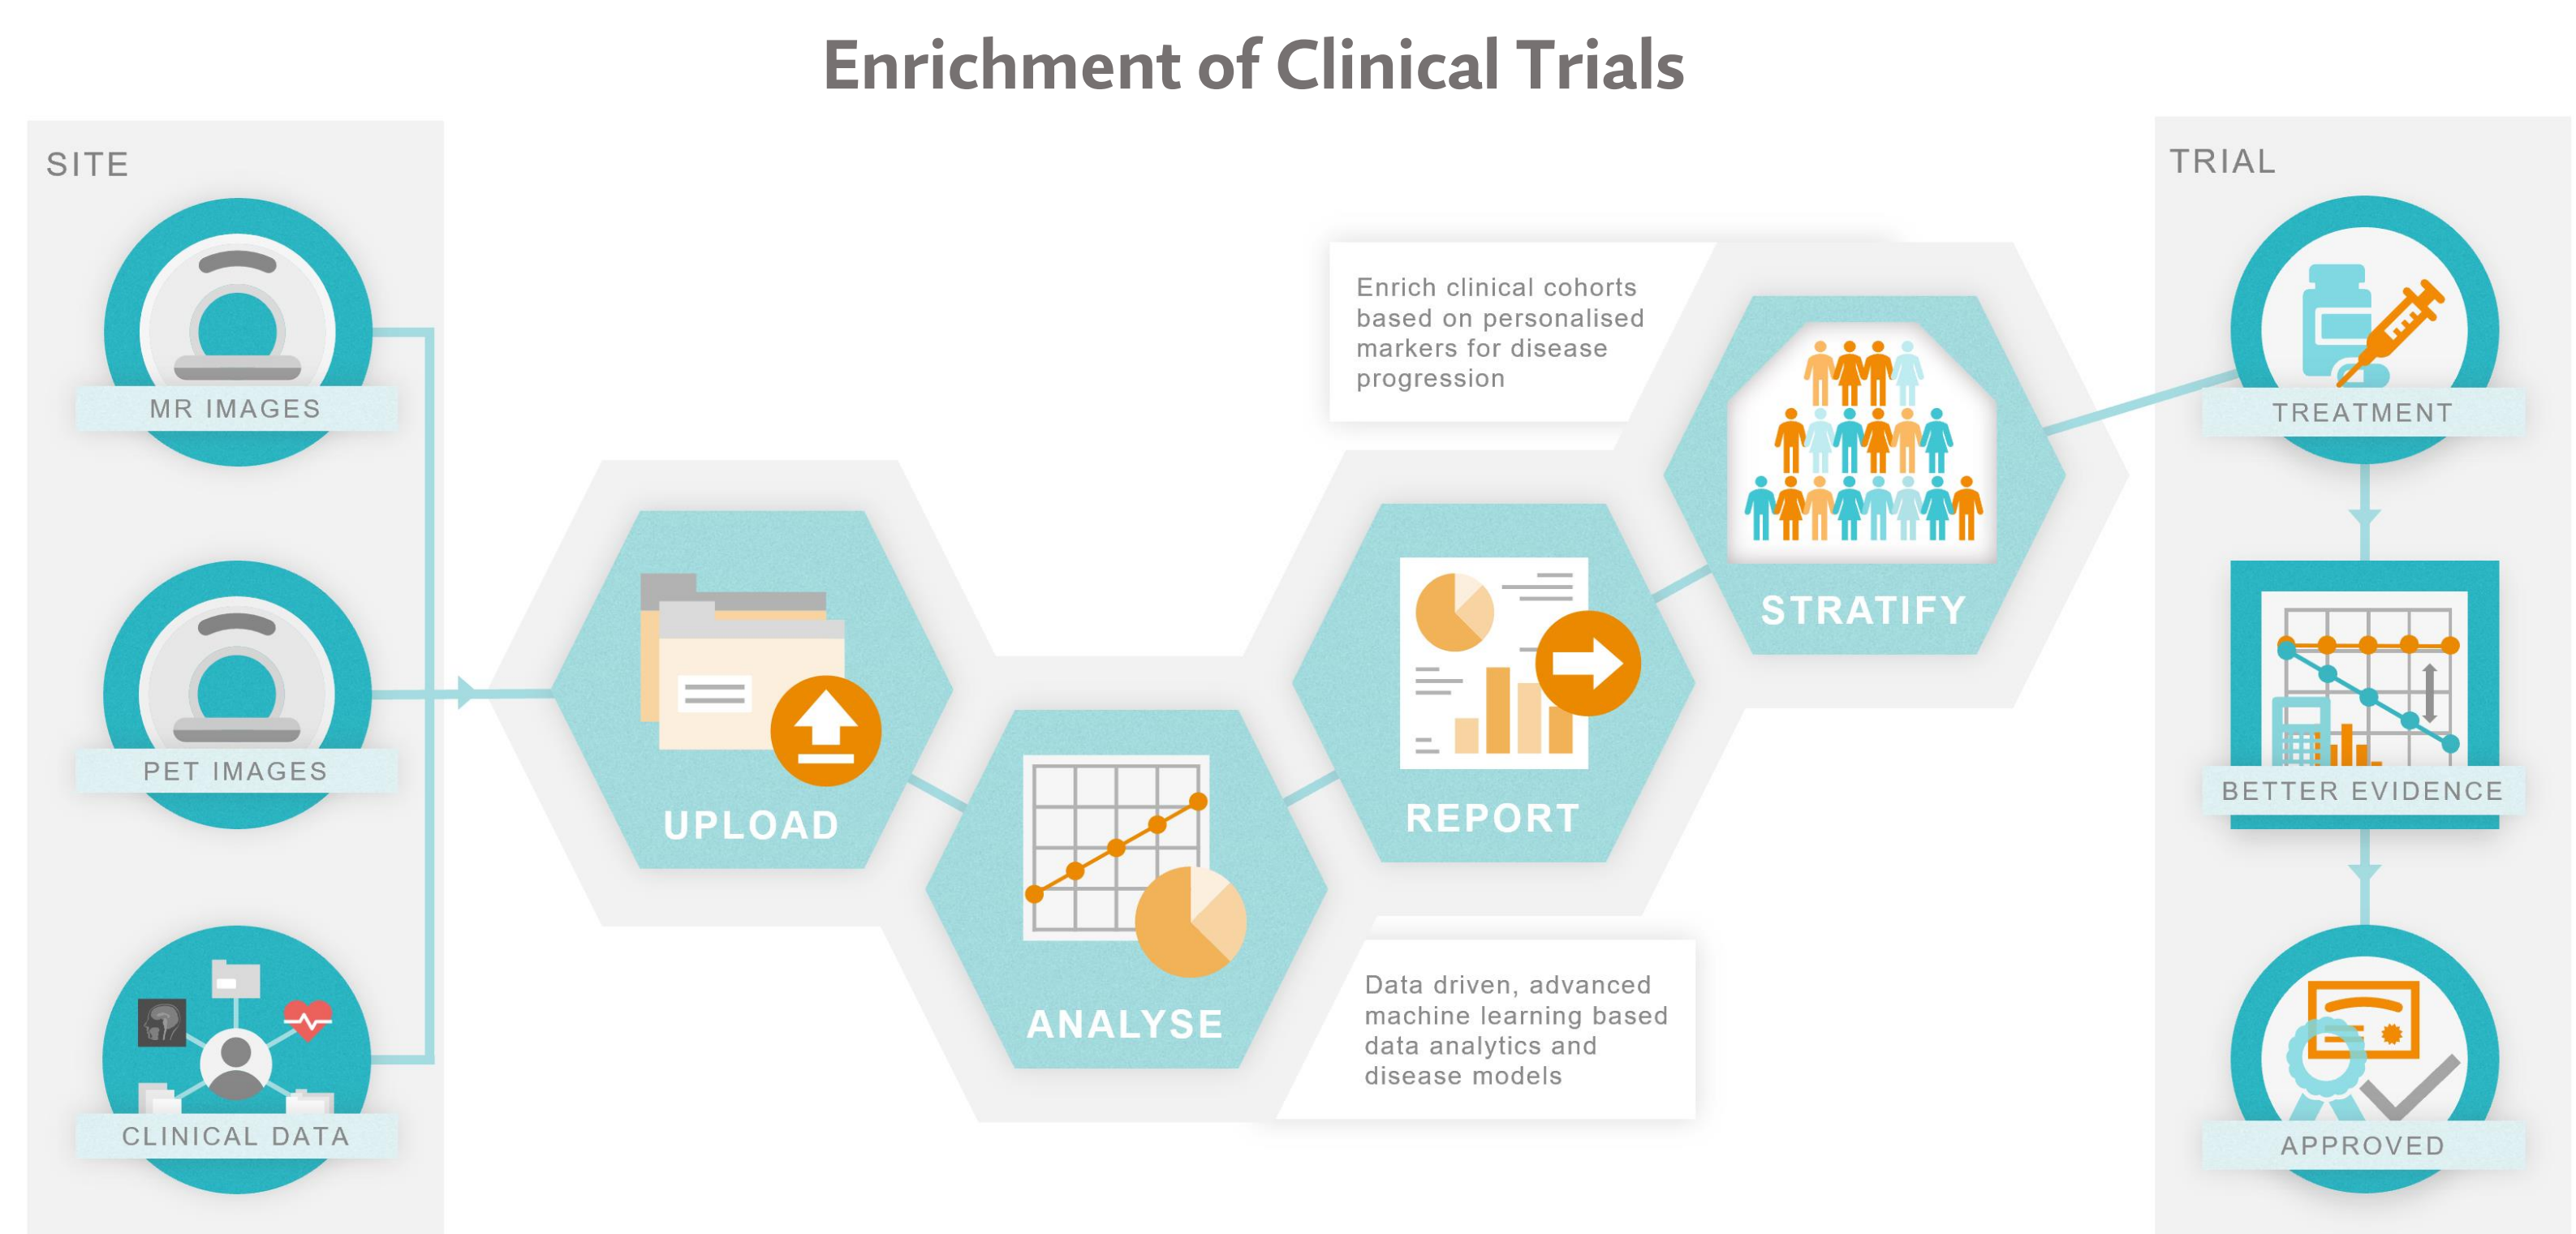 Enrichment of Clinical Trials
SITE
MR IMAGES
PET IMAGES
CLINICAL DATA
UPLOAD
ANALYSE
Data driven, advanced
machine learning based
data analytics and
disease models
REPORT
Enrich clinical cohorts
based on personalised
markers for disease
progression
STRATIFY
TRIAL
TREATMENT
BETTER EVIDENCE
APPROVED